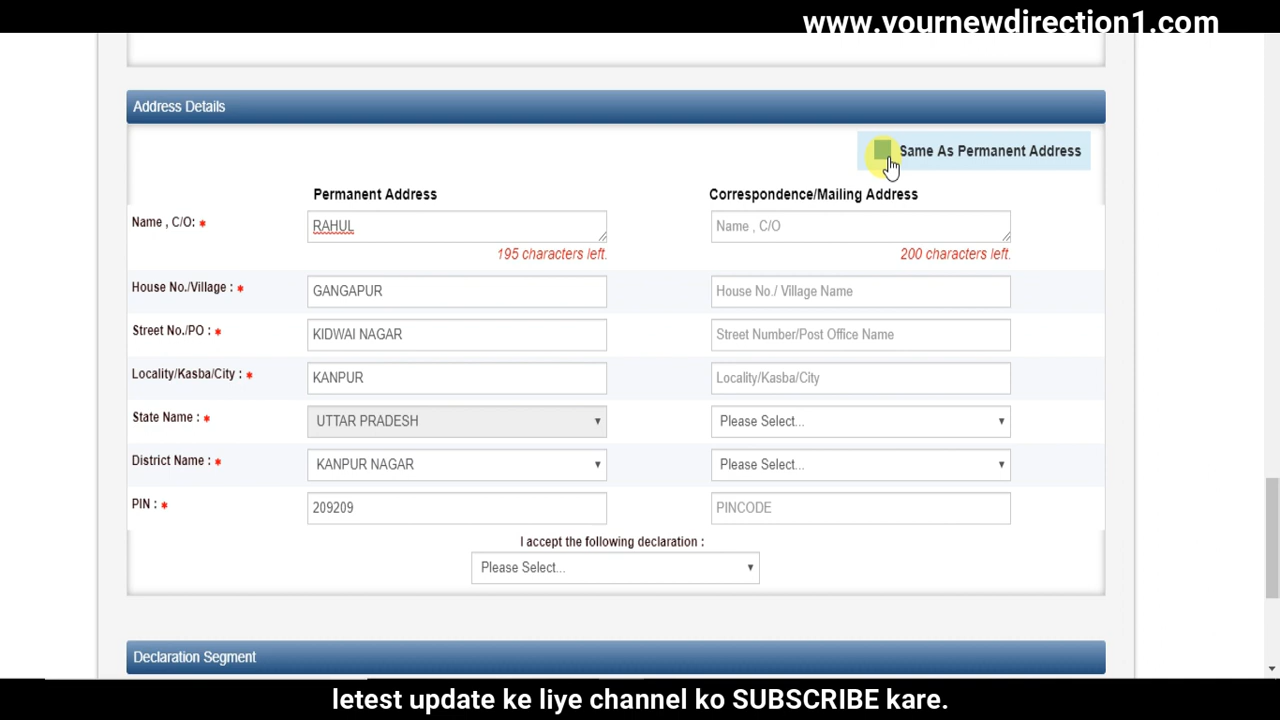 www.yournewdirection1.com
Address Details
Same As Permanent Address
Permanent Address Correspondence/Mailing Address
Name , C/O: * RAHUL Name , C/O
195 characters left. 200 characters left.
House No./Village : * GANGAPUR House No./ Village Name
Street No./PO : * KIDWAI NAGAR Street Number/Post Office Name
Locality/Kasba/City : * KANPUR Locality/Kasba/City
State Name : * UTTAR PRADESH Please Select...
District Name : * KANPUR NAGAR Please Select...
PIN : * 209209 PINCODE
I accept the following declaration :
Please Select...
Declaration Segment
letest update ke liye channel ko SUBSCRIBE kare.